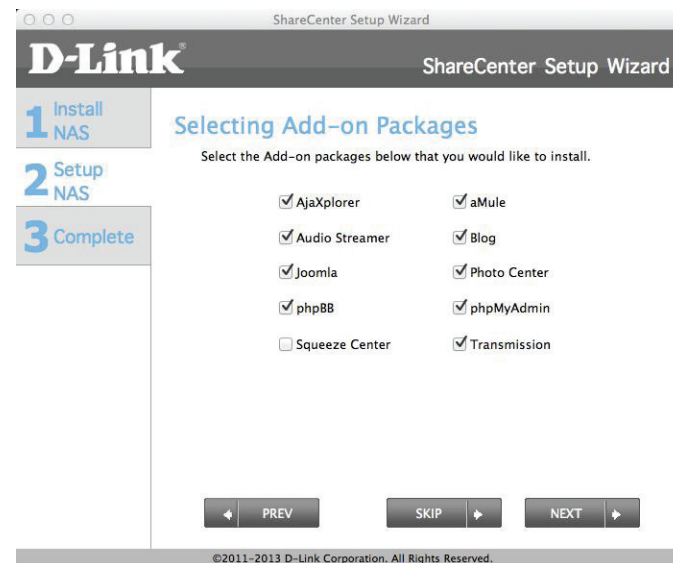 ShareCenter Setup Wizard
D-Link®
ShareCenter Setup Wizard
1 Install NAS
2 Setup NAS
3 Complete
Selecting Add-on Packages
Select the Add-on packages below that you would like to install.
AjaXplorer aMule
Audio Streamer Blog
Joomla Photo Center
phpBB phpMyAdmin
Squeeze Center Transmission
PREV SKIP NEXT
©2011-2013 D-Link Corporation. All Rights Reserved.